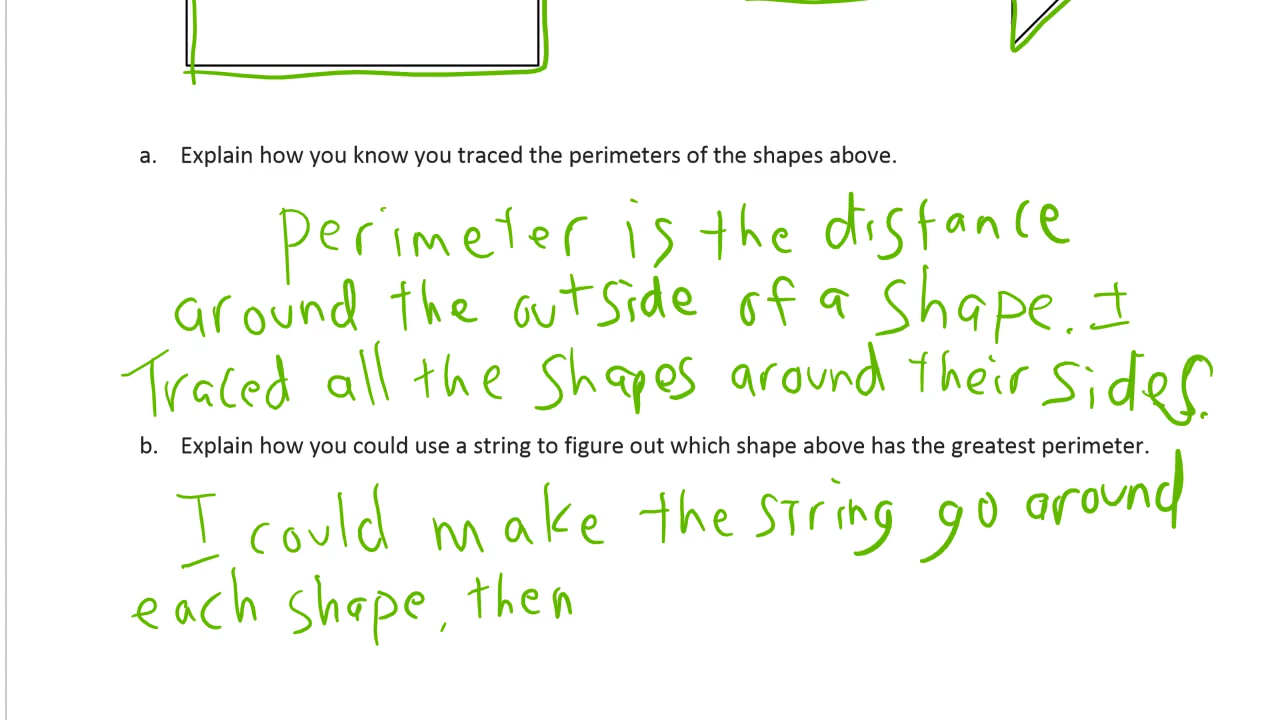 a. Explain how you know you traced the perimeters of the shapes above.
Perimeter is the distance
around the outside of a shape. I
Traced all the shapes around their sides.
b. Explain how you could use a string to figure out which shape above has the greatest perimeter.
I could make the string go around
each shape, then